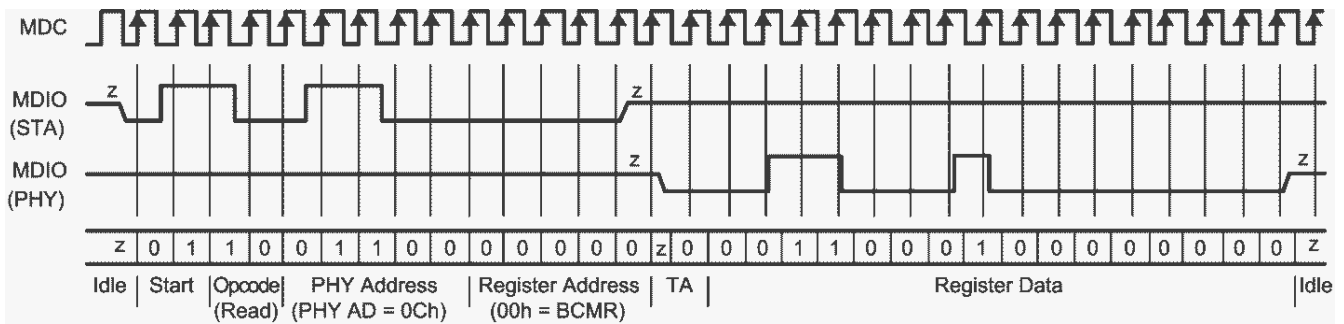 MDC
z z
MDIO
(STA)
MDIO z z
(PHY)
z 0 1 1 0 0 1 1 0 0 0 0 0 0 0 z 0 0 0 1 1 0 0 0 1 0 0 0 0 0 0 0 0 z
Idle Start Opcode PHY Address Register Address TA Register Data Idle
(Read) (PHY AD = 0Ch) (00h = BCMR)